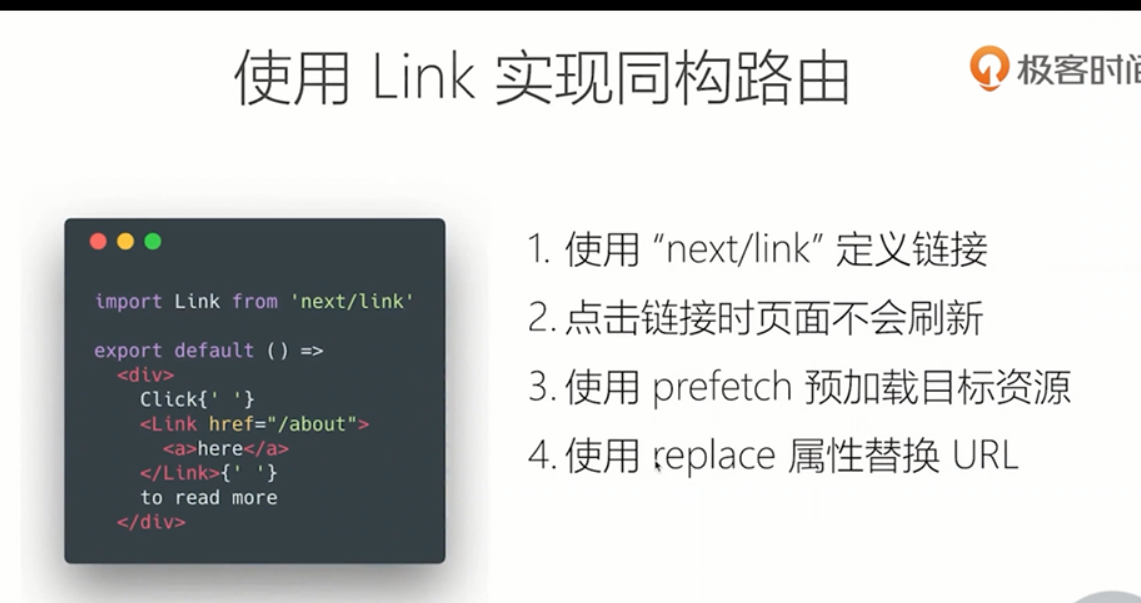 使用 Link 实现同构路由
极客时间
import Link from 'next/link'
export default () =>
<div>
Click{' '}
<Link href="/about">
<a>here</a>
</Link>{' '}
to read more
</div>
1. 使用 “next/link” 定义链接
2. 点击链接时页面不会刷新
3. 使用 prefetch 预加载目标资源
4. 使用 replace 属性替换 URL